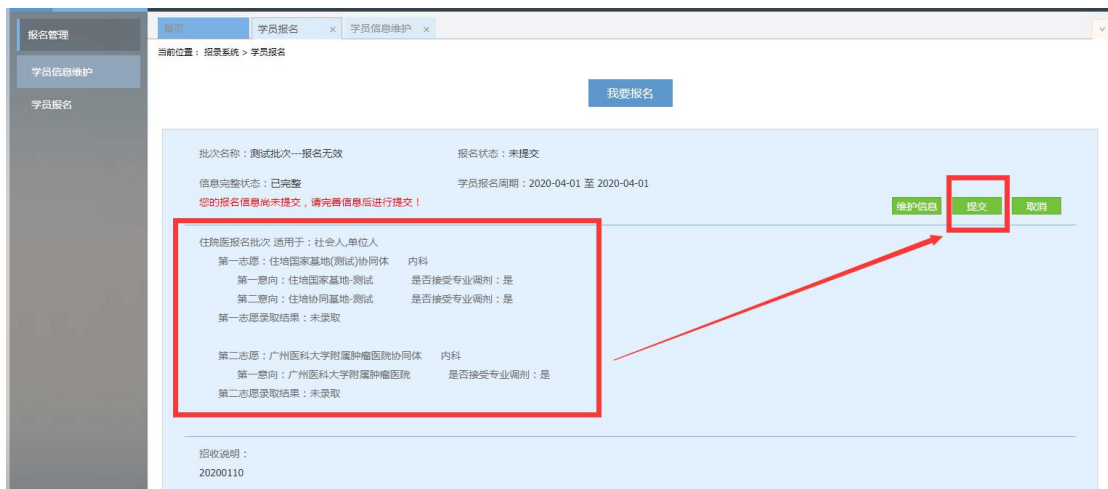 报名管理
首页 学员报名 × 学员信息维护 ×
当前位置：招录系统 > 学员报名
学员信息维护
学员报名
我要报名
批次名称：测试批次---报名无效 报名状态：未提交
信息完整状态：已完整 学员报名周期：2020-04-01 至 2020-04-01
您的报名信息尚未提交，请完善信息后进行提交！
维护信息 提交 取消
住院医报名批次 适用于：社会人,单位人
第一志愿：住培国家基地(测试)协同体 内科
第一意向：住培国家基地-测试 是否接受专业调剂：是
第二意向：住培协同基地-测试 是否接受专业调剂：是
第一志愿录取结果：未录取
第二志愿：广州医科大学附属肿瘤医院协同体 内科
第一意向：广州医科大学附属肿瘤医院 是否接受专业调剂：是
第二志愿录取结果：未录取
招收说明：
20200110